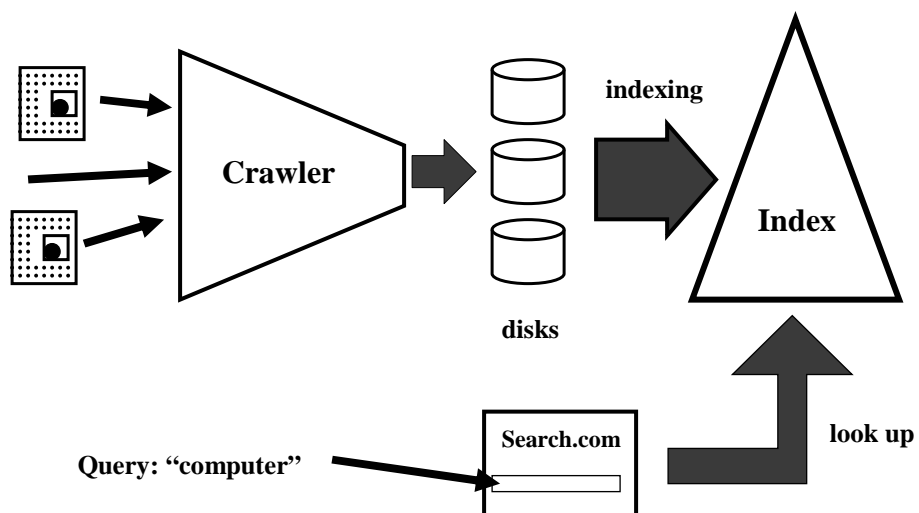 indexing
Crawler
Index
disks
Search.com
look up
Query: “computer”